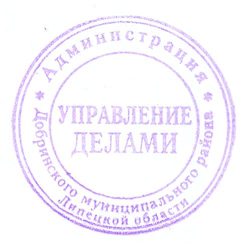 * Администрация *
Добринского муниципального района
Липецкой области
УПРАВЛЕНИЕ
ДЕЛАМИ